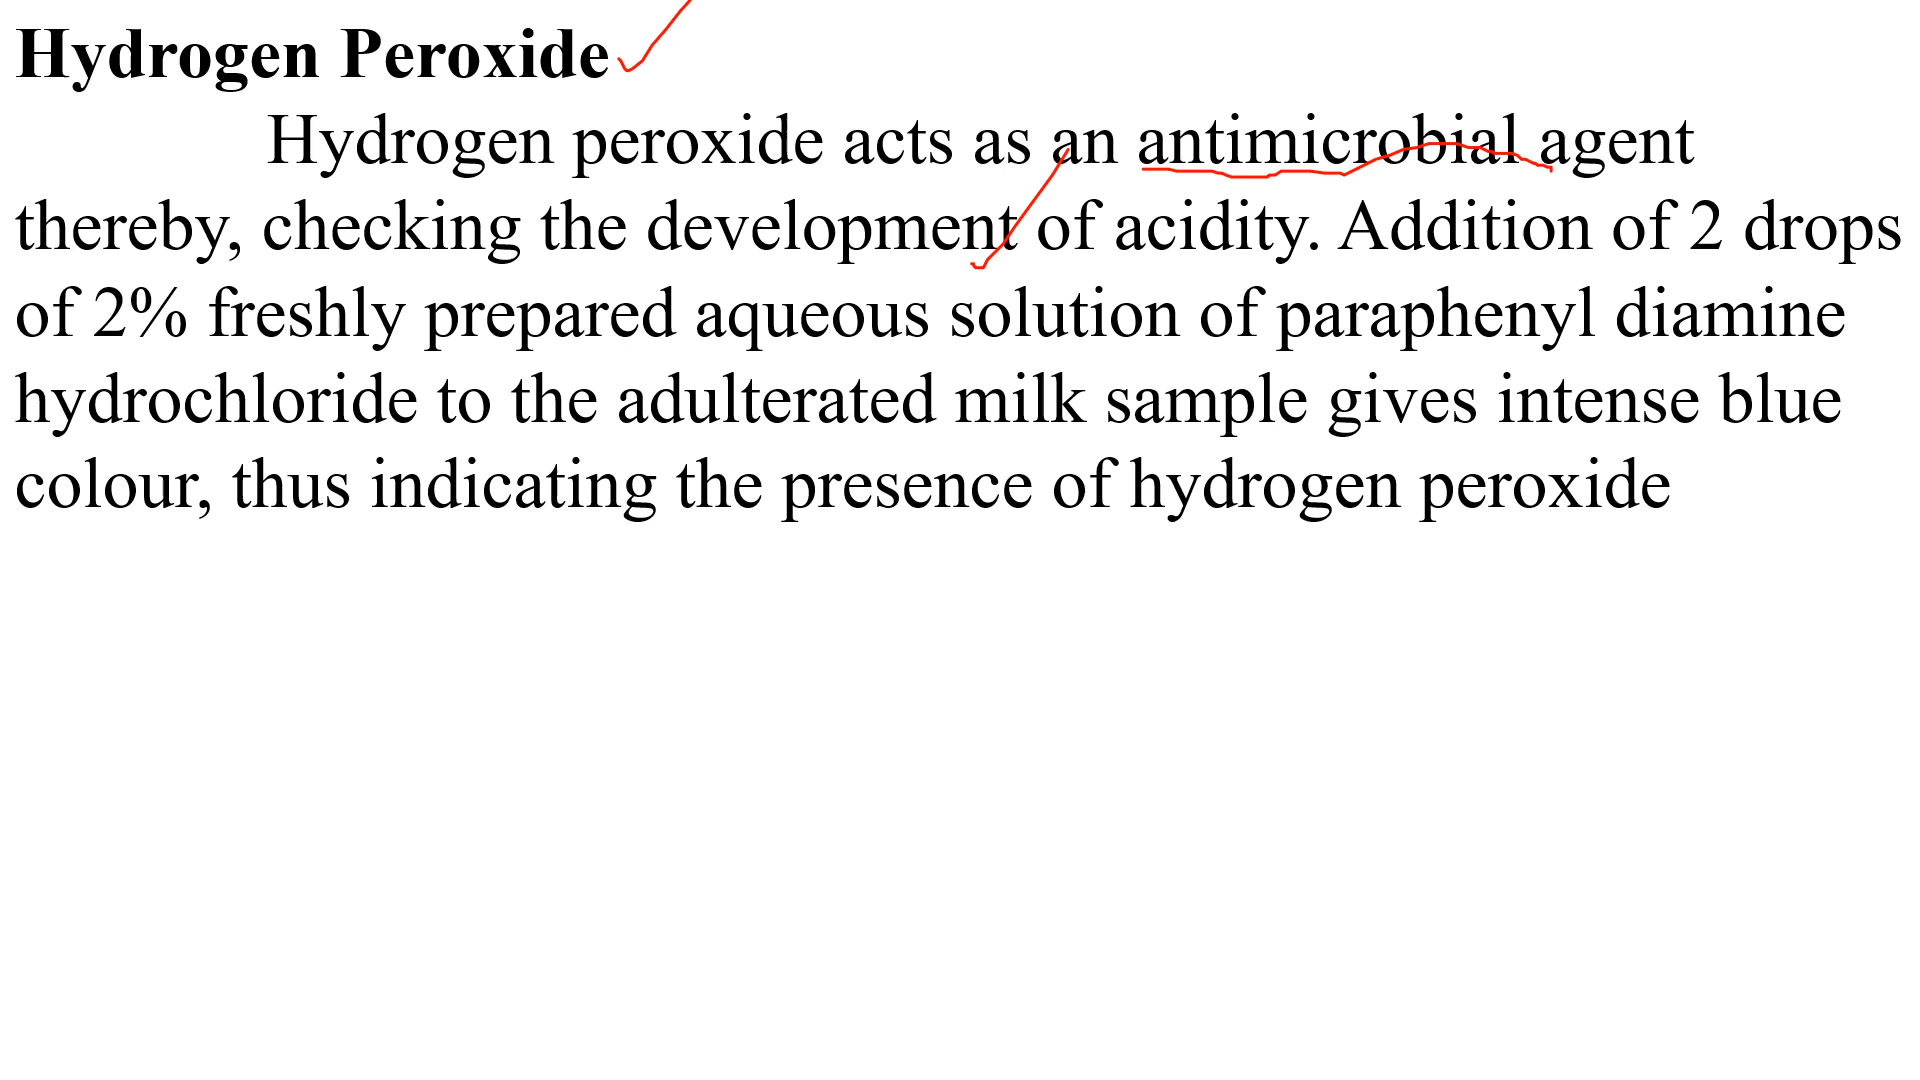 Hydrogen Peroxide
Hydrogen peroxide acts as an antimicrobial agent
thereby, checking the development of acidity. Addition of 2 drops
of 2% freshly prepared aqueous solution of paraphenyl diamine
hydrochloride to the adulterated milk sample gives intense blue
colour, thus indicating the presence of hydrogen peroxide